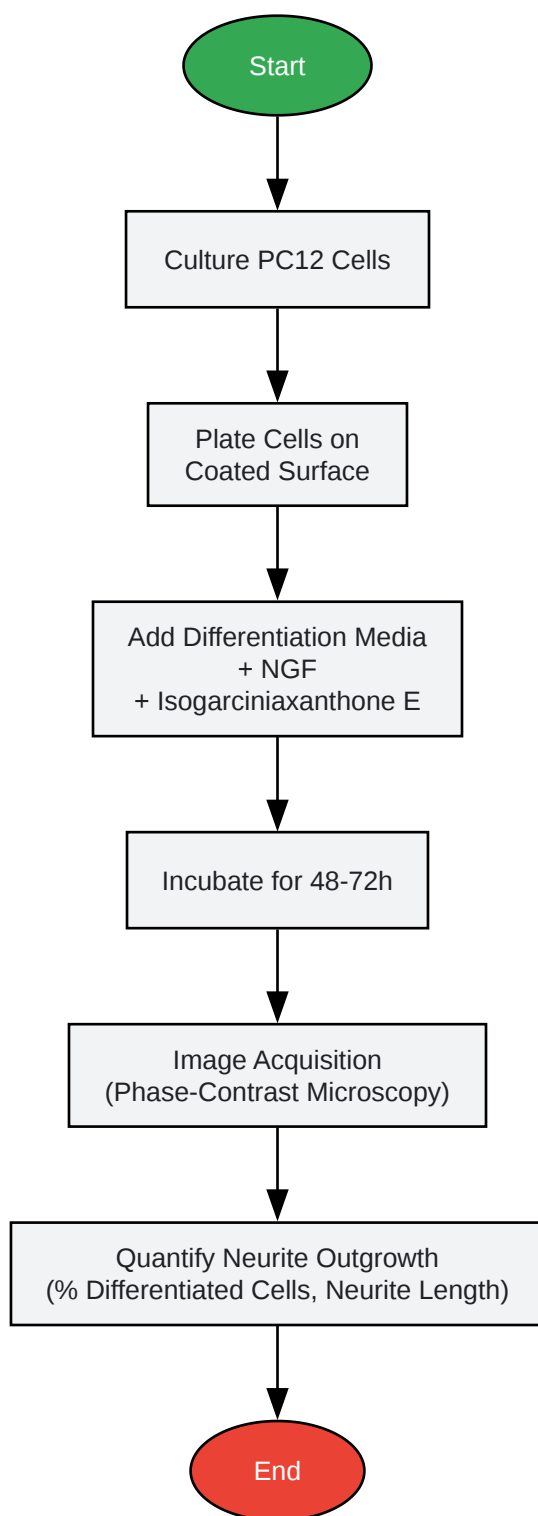 Start
Culture PC12 Cells
Plate Cells on
Coated Surface
Add Differentiation Media
+ NGF
+ Isogarciniaxanthone E
Incubate for 48-72h
Image Acquisition
(Phase-Contrast Microscopy)
Quantify Neurite Outgrowth
(% Differentiated Cells, Neurite Length)
End